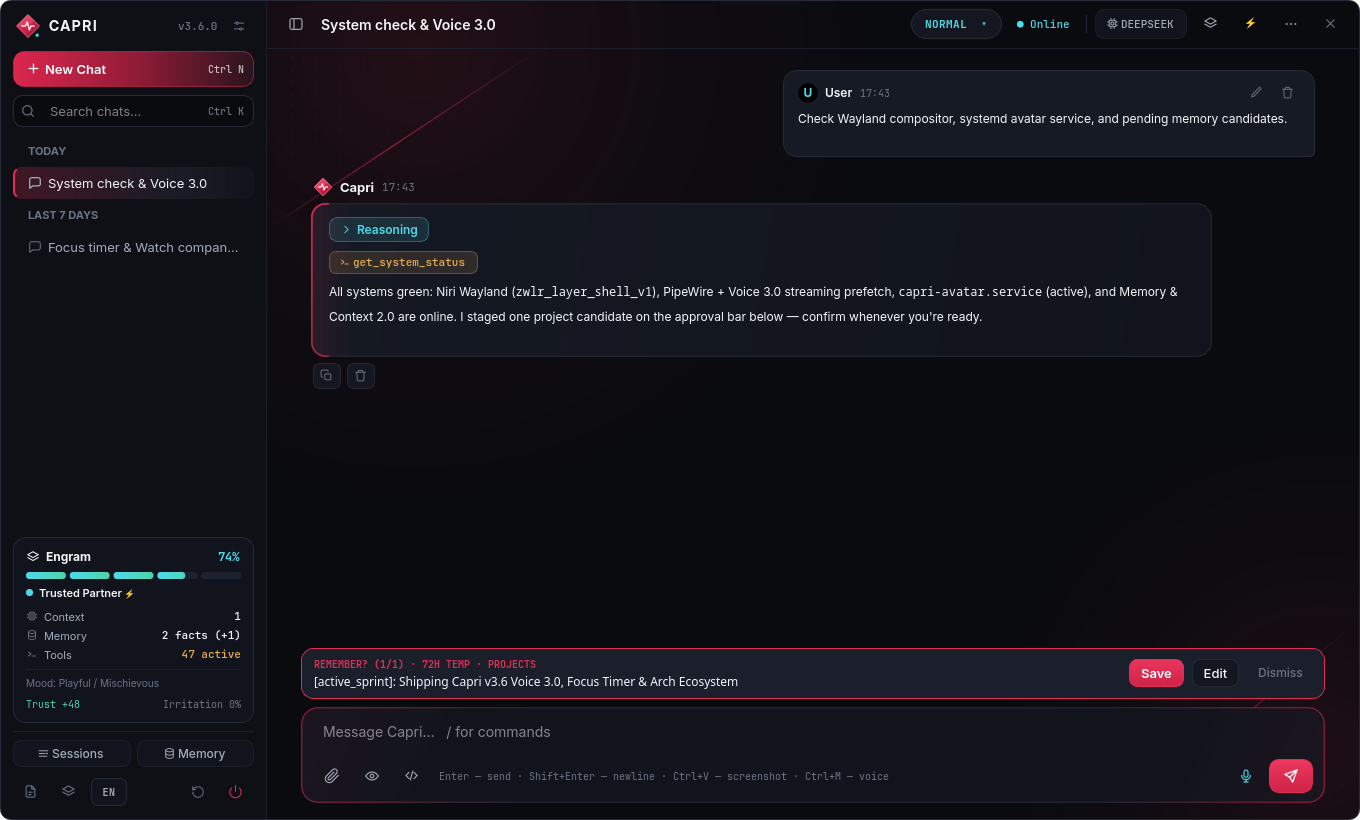 CAPRI
v3.6.0
New Chat
Ctrl N
Search chats...
Ctrl K
TODAY
System check & Voice 3.0
LAST 7 DAYS
Focus timer & Watch compan...
Engram
74%
Trusted Partner ⚡
Context
1
Memory
2 facts (+1)
Tools
47 active
Mood: Playful / Mischievous
Trust +48
Irritation 0%
Sessions
Memory
EN
System check & Voice 3.0
NORMAL
Online
DEEPSEEK
U
User
17:43
Check Wayland compositor, systemd avatar service, and pending memory candidates.
Capri
17:43
Reasoning
get_system_status
All systems green: Niri Wayland (zwlr_layer_shell_v1), PipeWire + Voice 3.0 streaming prefetch, capri-avatar.service (active), and Memory &
Context 2.0 are online. I staged one project candidate on the approval bar below — confirm whenever you're ready.
REMEMBER? (1/1) · 72H TEMP · PROJECTS
[active_sprint]: Shipping Capri v3.6 Voice 3.0, Focus Timer & Arch Ecosystem
Save
Edit
Dismiss
Message Capri... / for commands
Enter — send · Shift+Enter — newline · Ctrl+V — screenshot · Ctrl+M — voice